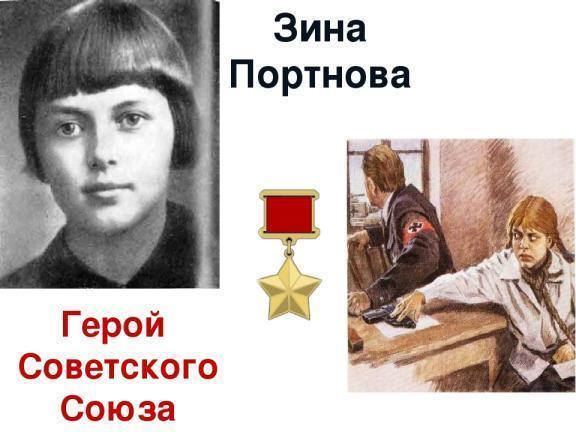 Зина
Портнова
Герой
Советского
Союза